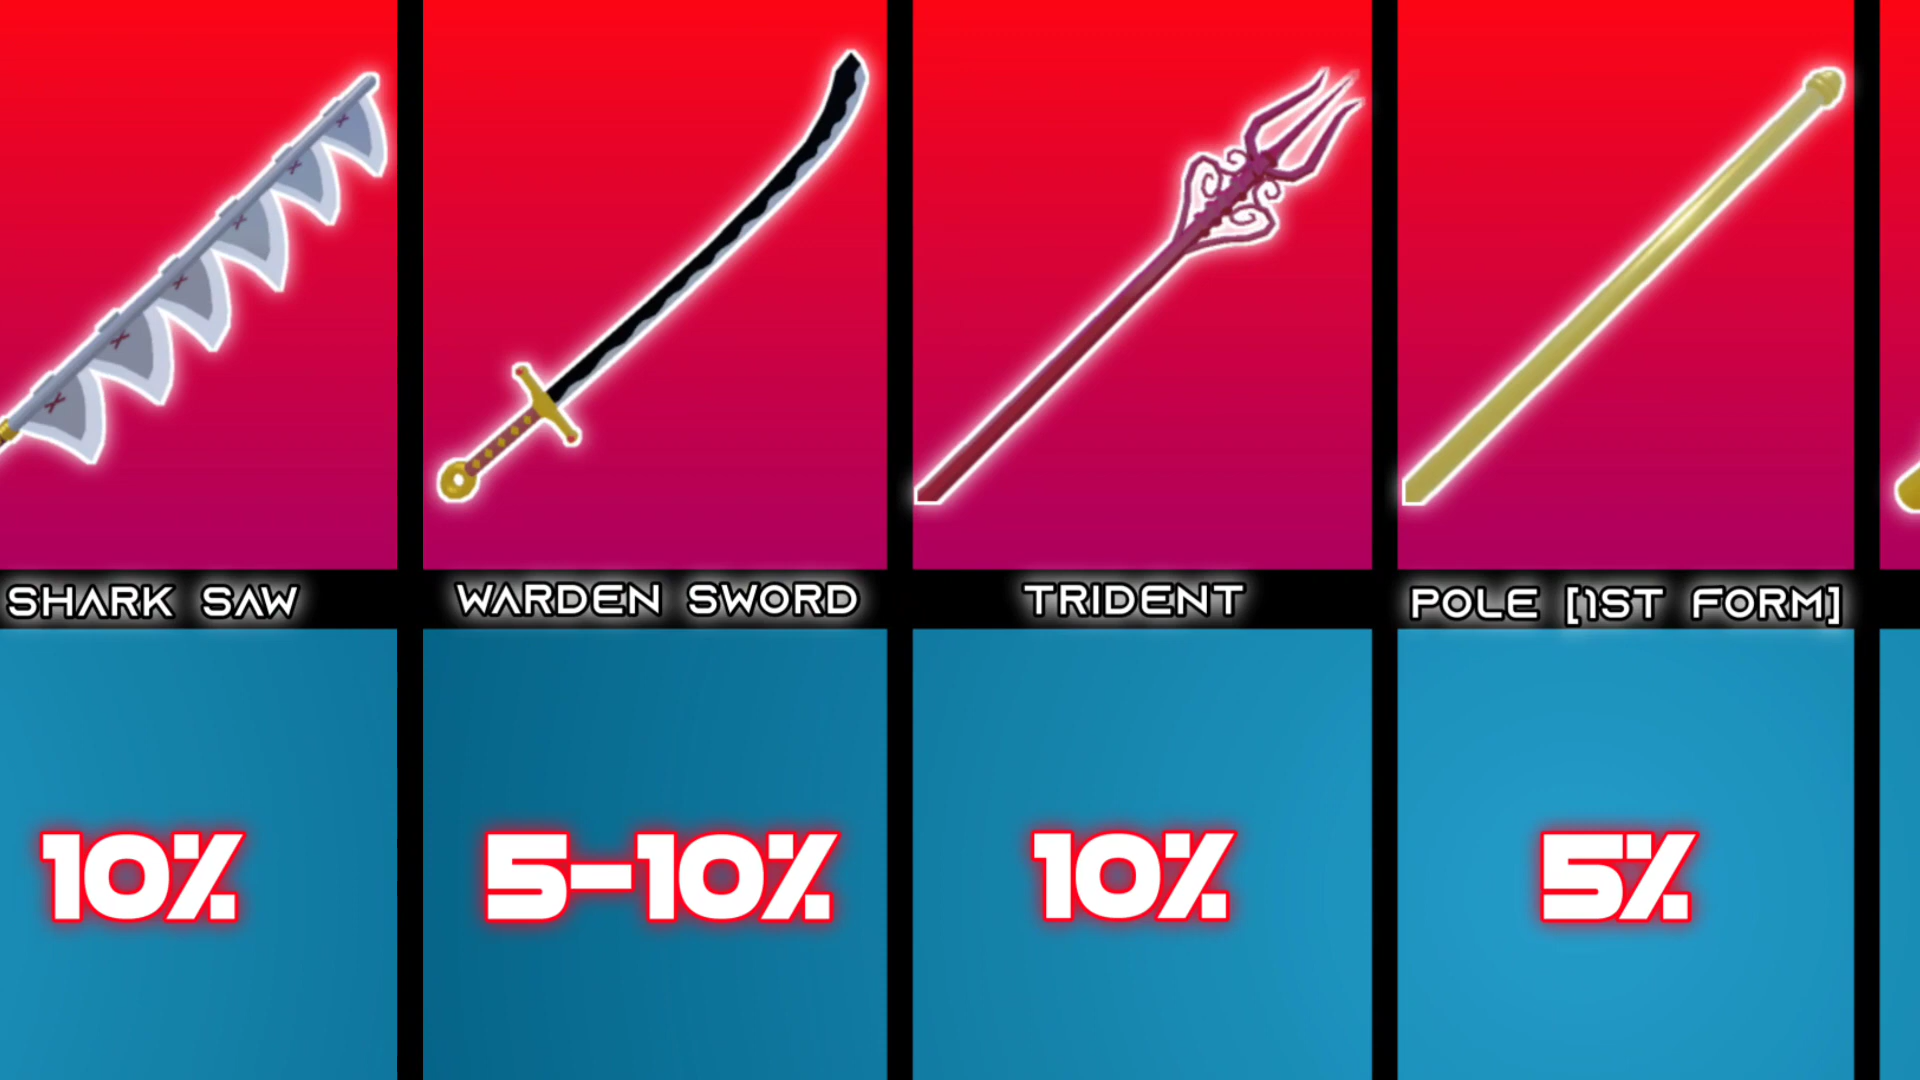 SHARK SAW
WARDEN SWORD
TRIDENT
POLE [1ST FORM]
10%
5-10%
10%
5%